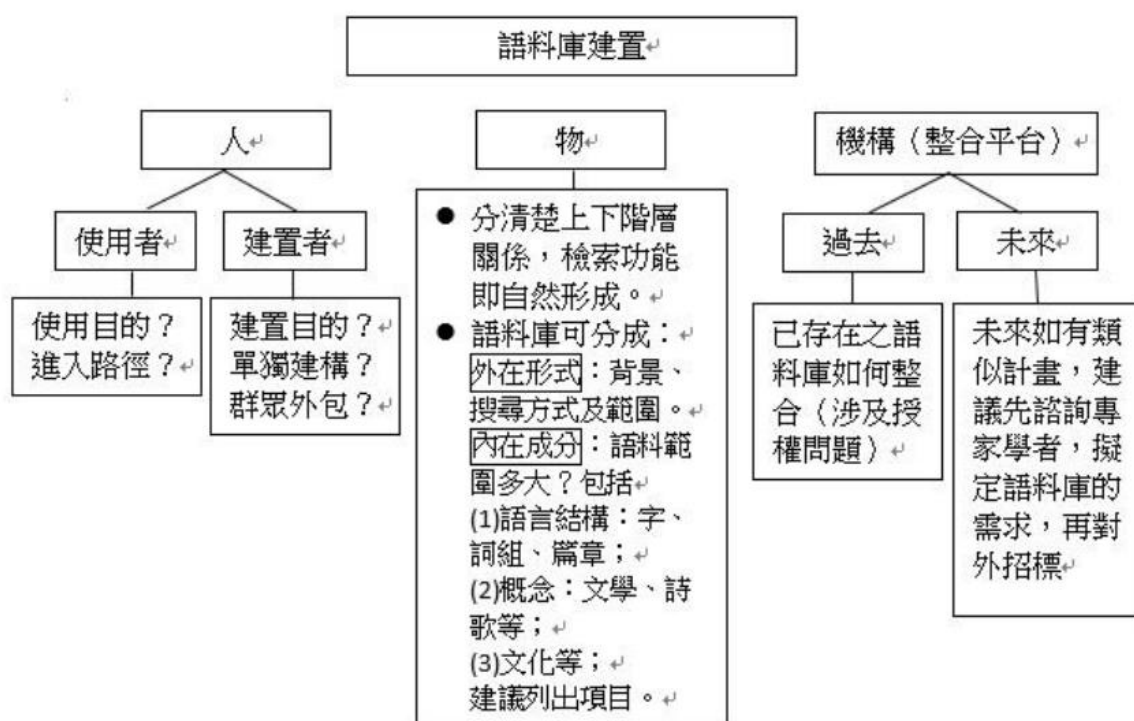 語料庫建置
人
物
機構（整合平台）
使用者
建置者
過去
未來
使用目的？
進入路徑？
建置目的？
單獨建構？
群眾外包？
● 分清楚上下階層
關係，檢索功能
即自然形成。
● 語料庫可分成：
外在形式：背景、
搜尋方式及範圍。
內在成分：語料範
圍多大？包括
(1)語言結構：字、
詞組、篇章；
(2)概念：文學、詩
歌等；
(3)文化等；
建議列出項目。
已存在之語
料庫如何整
合（涉及授
權問題）
未來如有類
似計畫，建
議先諮詢專
家學者，擬
定語料庫的
需求，再對
外招標